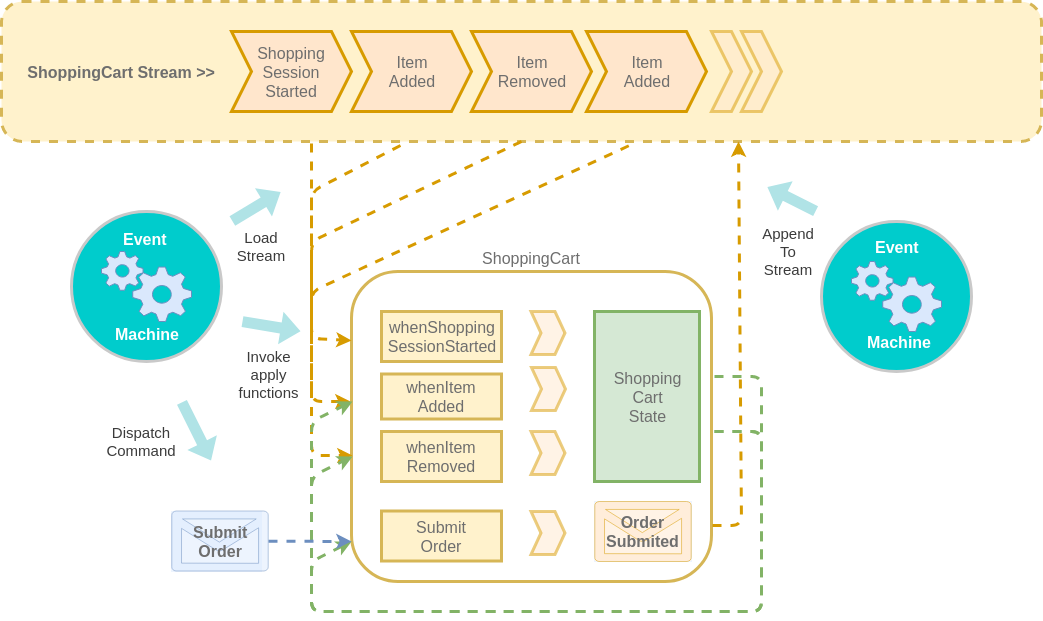 ShoppingCart Stream >>
Shopping
Session
Started
Item
Added
Item
Removed
Item
Added
Event
Machine
Load
Stream
Invoke
apply
functions
Dispatch
Command
Submit
Order
ShoppingCart
whenShopping
SessionStarted
whenItem
Added
whenItem
Removed
Submit
Order
Shopping
Cart
State
Order
Submited
Append
To
Stream
Event
Machine